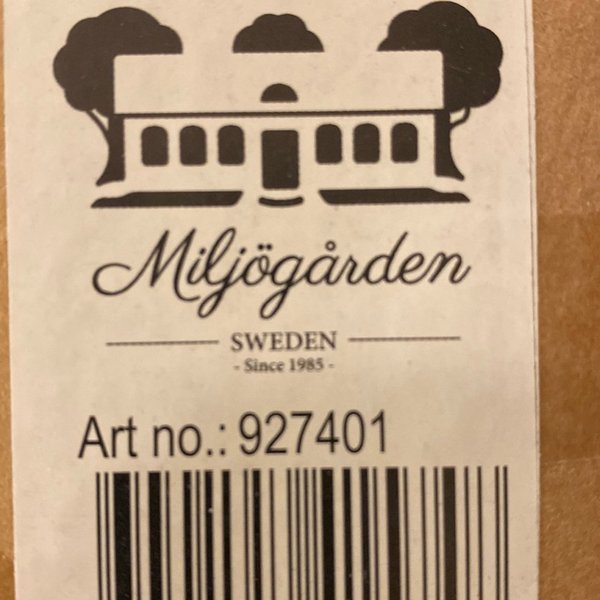 Miljögården
SWEDEN
- Since 1985 -
Art no.: 927401